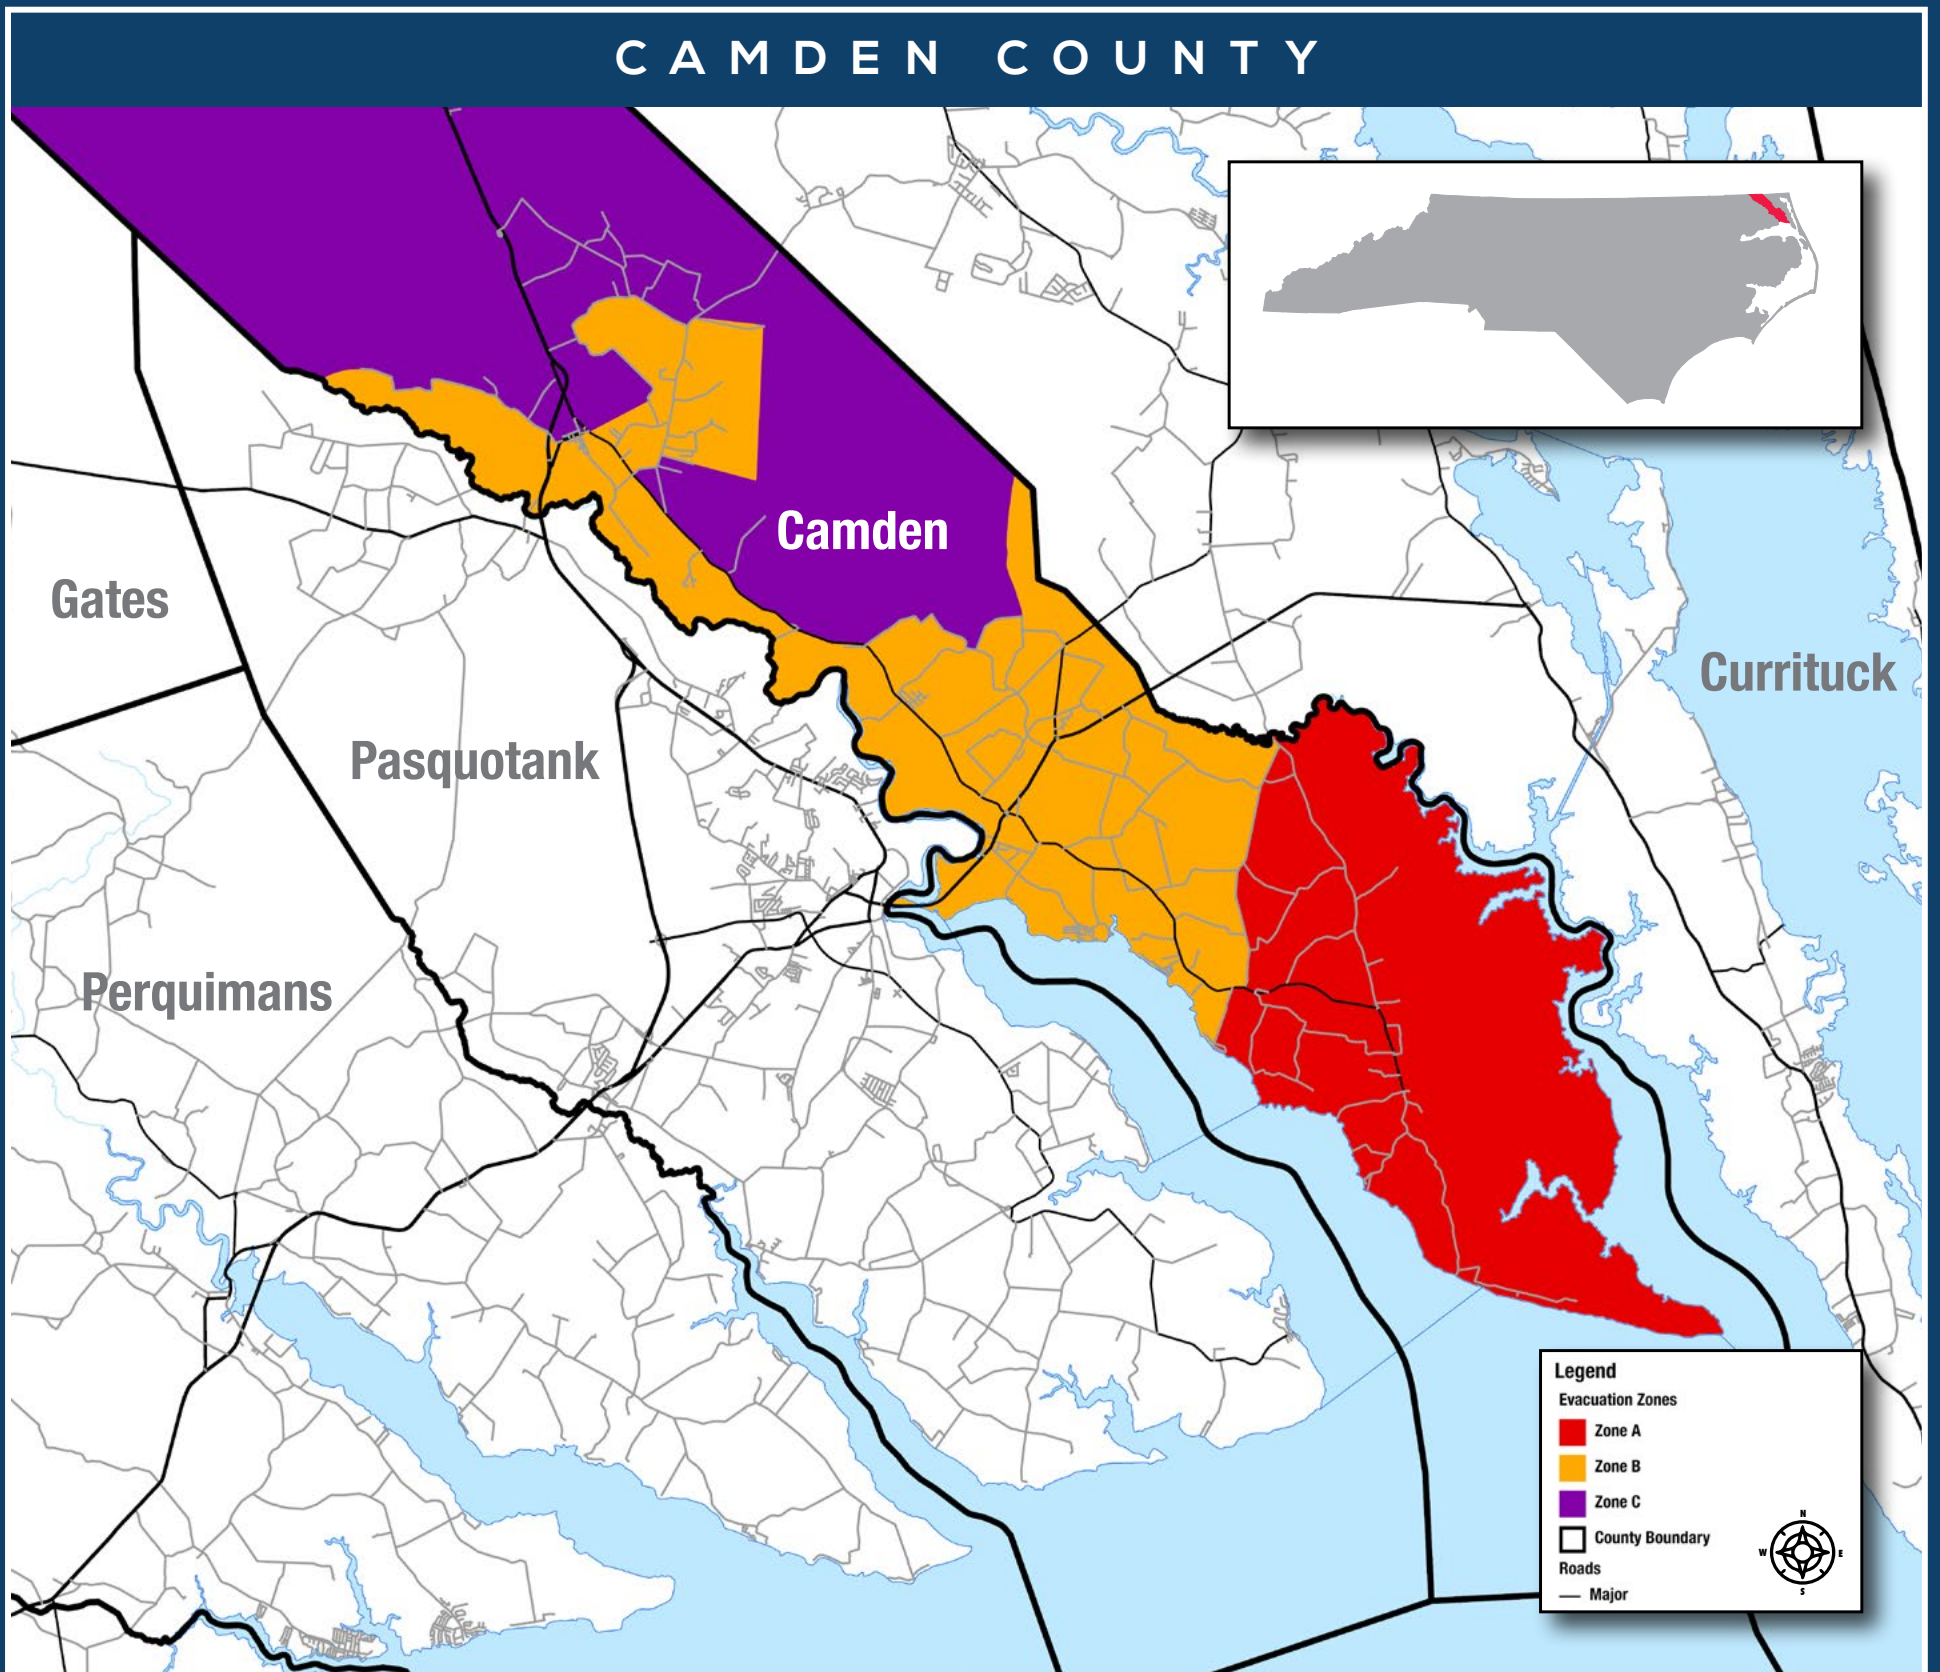 CAMDEN COUNTY
Camden
Gates
Currituck
Pasquotank
Perquimans
Legend
Evacuation Zones
Zone A
Zone B
Zone C
County Boundary
Roads
Major
N
W
E
S